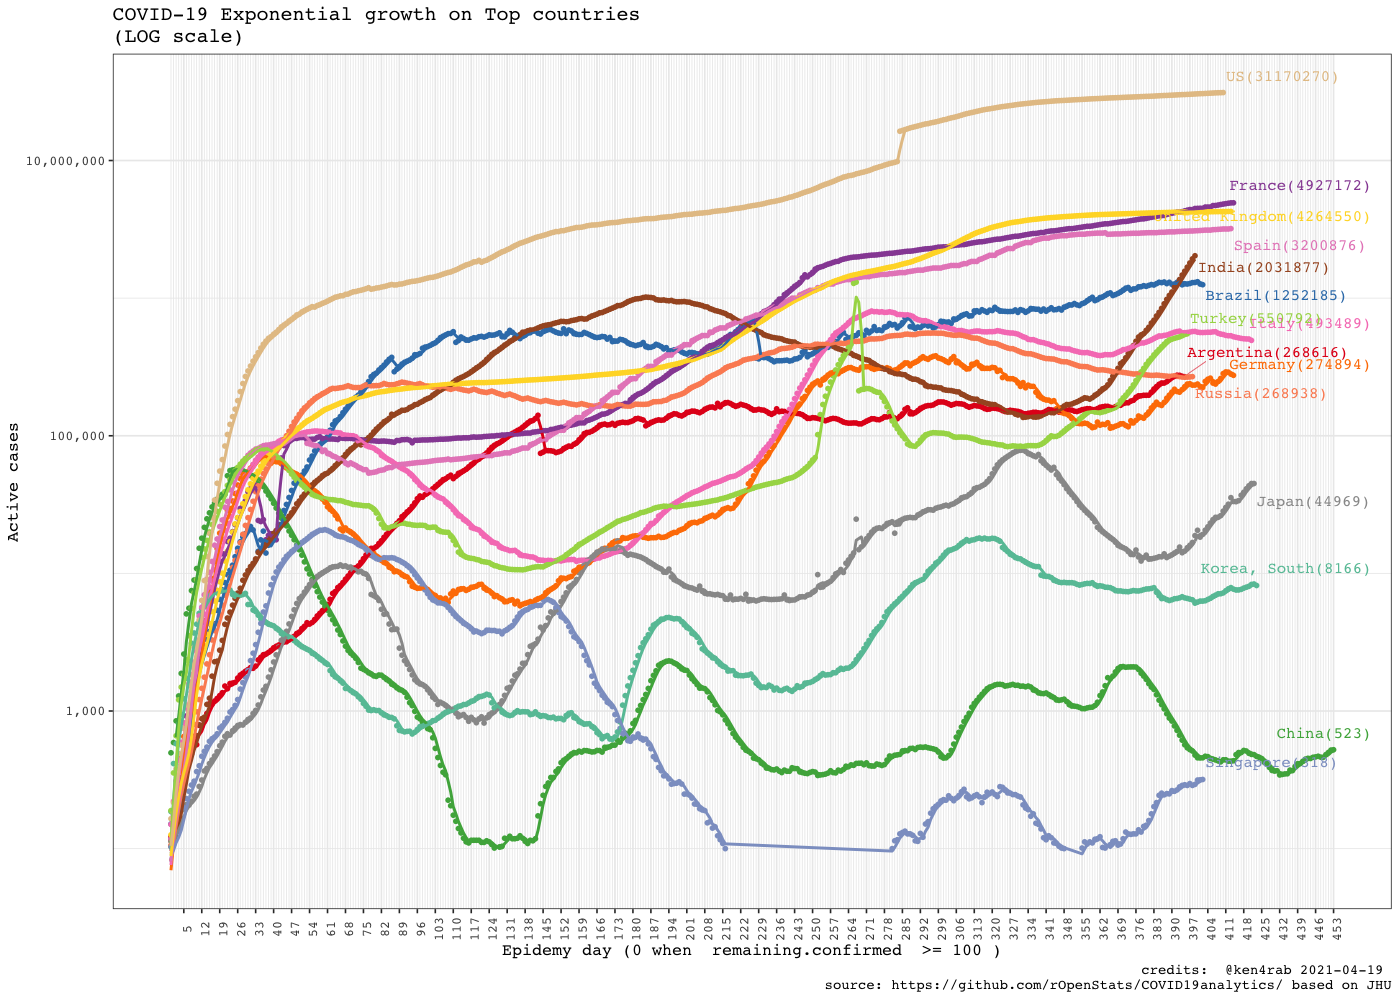 COVID-19 Exponential growth on Top countries
(LOG scale)
US(31170270)
10,000,000
France(4927172)
United Kingdom(4264550)
Spain(3200876)
India(2031877)
Brazil(1252185)
Turkey(550792)
Italy(493489)
Argentina(268616)
Germany(274894)
Russia(268938)
100,000
Japan(44969)
Korea, South(8166)
1,000
China(523)
Singapore(318)
Active cases
5 12 19 26 33 40 47 54 61 68 75 82 89 96 103 110 117 124 131 138 145 152 159 166 173 180 187 194 201 208 215 222 229 236 243 250 257 264 271 278 285 292 299 306 313 320 327 334 341 348 355 362 369 376 383 390 397 404 411 418 425 432 439 446 453
Epidemy day (0 when  remaining.confirmed  >= 100 )
credits:  @ken4rab 2021-04-19
source: https://github.com/rOpenStats/COVID19analytics/ based on JHU